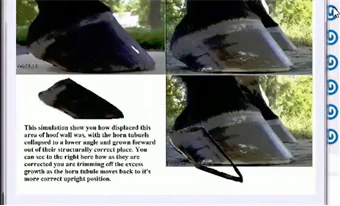 This simulation show you how displaced this
area of hoof wall was, with the horn tubuels
collapsed to a lower angle and grown forward
out of their structurally correct place. You
can see to the right here how as they are
corrected you are trimming off the excess
growth as the horn tubule moves back to it's
more correct upright position.